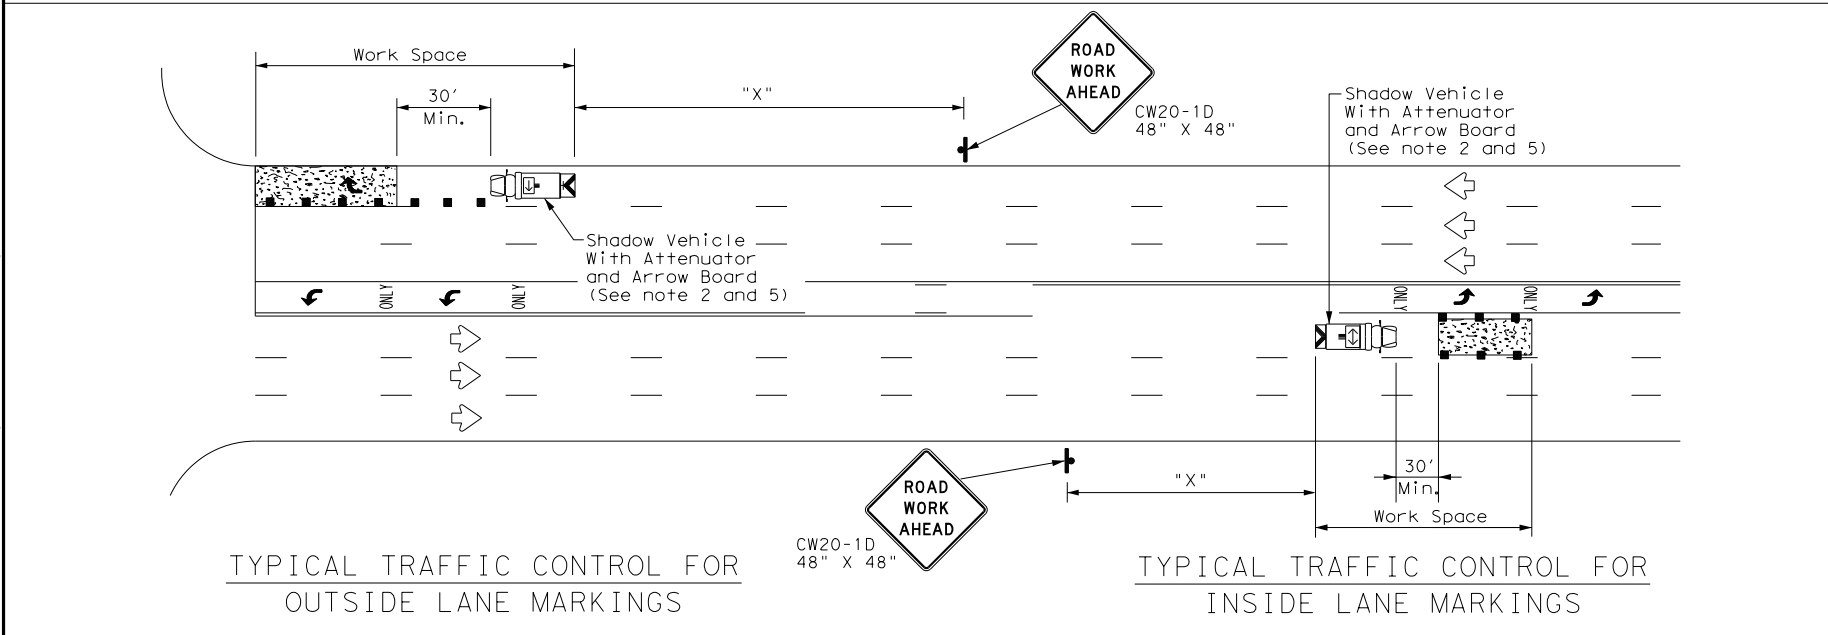 Work Space
30'
Min.
"X"
ROAD
WORK
AHEAD
CW20-1D
48" X 48"
Shadow Vehicle
With Attenuator
and Arrow Board
(See note 2 and 5)
Shadow Vehicle
With Attenuator
and Arrow Board
(See note 2 and 5)
ONLY
ONLY
ONLY
ONLY
ROAD
WORK
AHEAD
CW20-1D
48" X 48"
"X"
30'
Min.
Work Space
TYPICAL TRAFFIC CONTROL FOR
OUTSIDE LANE MARKINGS
TYPICAL TRAFFIC CONTROL FOR
INSIDE LANE MARKINGS